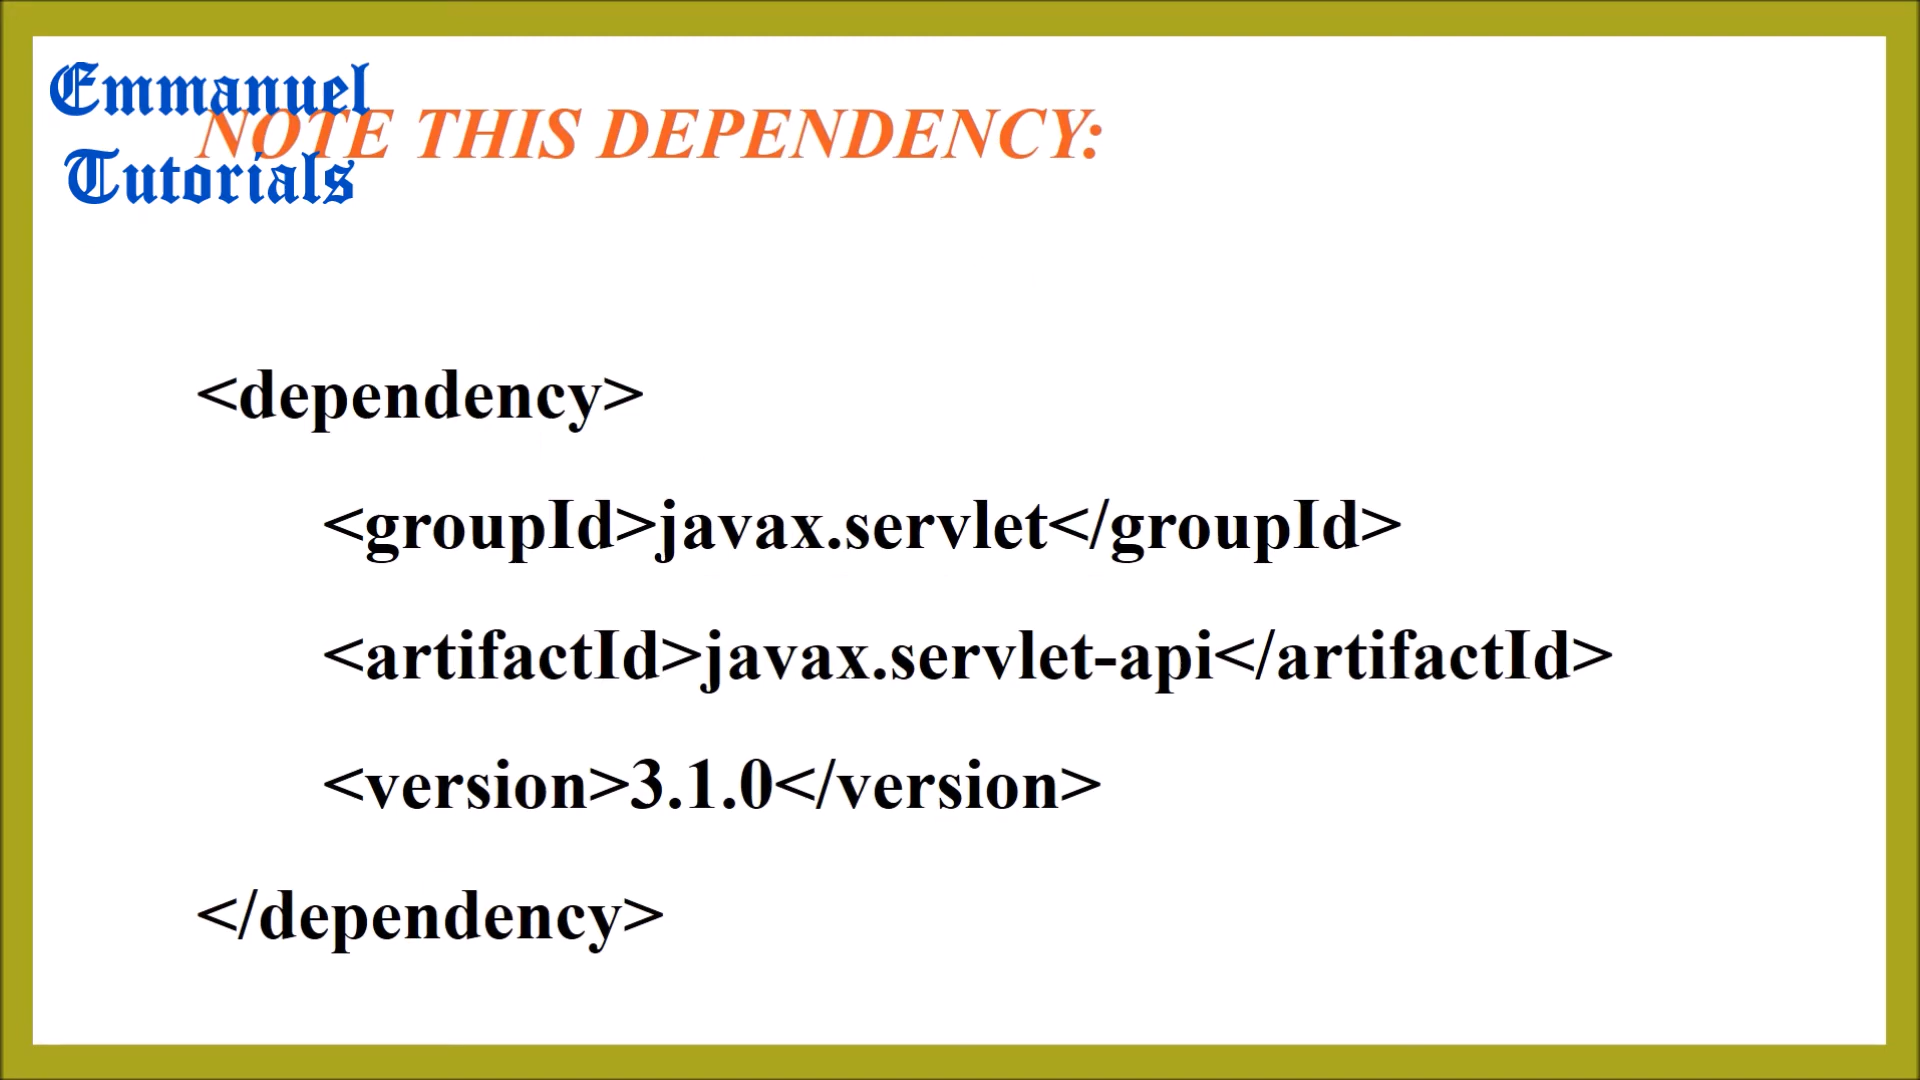 Emmanuel
Tutorials
NOTE THIS DEPENDENCY:
<dependency>
<groupId>javax.servlet</groupId>
<artifactId>javax.servlet-api</artifactId>
<version>3.1.0</version>
</dependency>